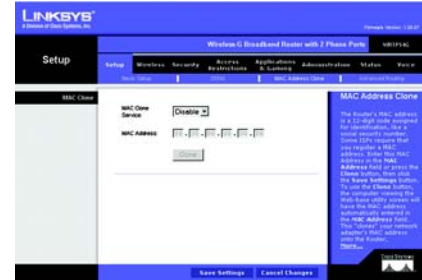 LINKSYS®
A Division of Cisco Systems, Inc.
Wireless-G Broadband Router with 2 Phone Ports
WRTP54G
Setup
Setup Wireless Security Access Restrictions Applications & Gaming Administration Status Voice
Basic Setup DDNS MAC Address Clone Advanced Routing
MAC Clone
MAC Clone Service
Disable
MAC Address
Clone
MAC Address Clone
The Router's MAC address
is a 12-digit code assigned
for identification, like a
social security number.
Some ISPs require that
you register a MAC
address. Enter this MAC
Address in the MAC
Address field or press the
Clone button, then click
the Save Settings button.
To use the Clone button,
the computer viewing the
Web-base utility screen will
have the MAC address
automatically entered in
the MAC Address field.
This "clones" your network
adapter's MAC address
onto the Router.
More...
Save Settings Cancel Changes
Cisco Systems